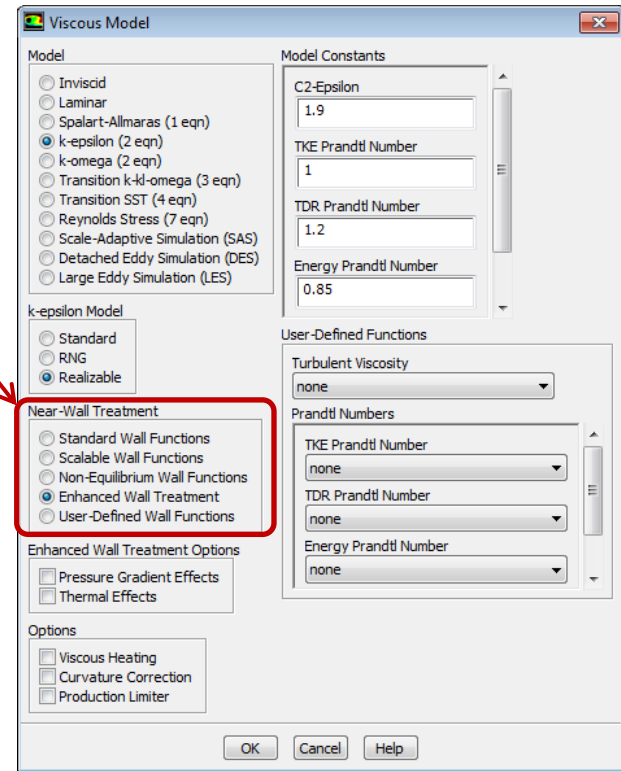 Viscous Model
Model
Inviscid
Laminar
Spalart-Allmaras (1 eqn)
k-epsilon (2 eqn)
k-omega (2 eqn)
Transition k-kl-omega (3 eqn)
Transition SST (4 eqn)
Reynolds Stress (7 eqn)
Scale-Adaptive Simulation (SAS)
Detached Eddy Simulation (DES)
Large Eddy Simulation (LES)
k-epsilon Model
Standard
RNG
Realizable
Near-Wall Treatment
Standard Wall Functions
Scalable Wall Functions
Non-Equilibrium Wall Functions
Enhanced Wall Treatment
User-Defined Wall Functions
Enhanced Wall Treatment Options
Pressure Gradient Effects
Thermal Effects
Options
Viscous Heating
Curvature Correction
Production Limiter
Model Constants
C2-Epsilon
1.9
TKE Prandtl Number
1
TDR Prandtl Number
1.2
Energy Prandtl Number
0.85
User-Defined Functions
Turbulent Viscosity
none
Prandtl Numbers
TKE Prandtl Number
none
TDR Prandtl Number
none
Energy Prandtl Number
none
OK
Cancel
Help